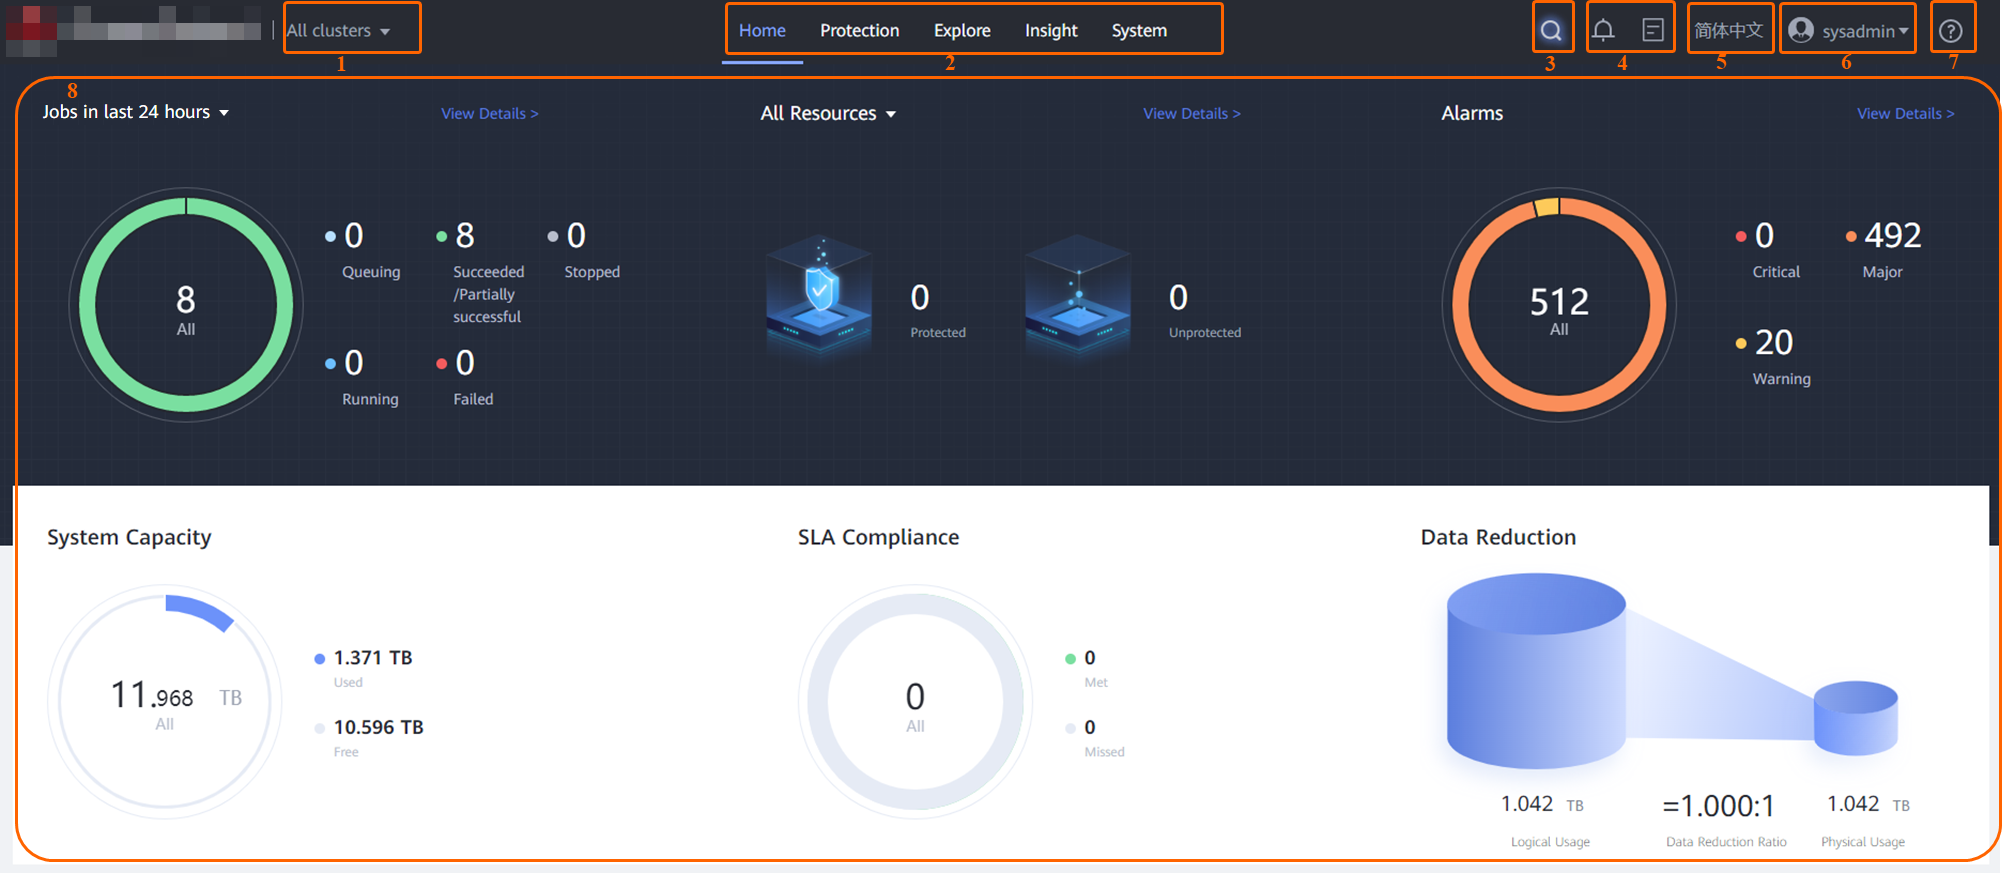 All clusters
Home Protection Explore Insight System
简体中文
sysadmin
?
1
2
3
4
5
6
7
8
Jobs in last 24 hours
View Details >
8
All
0
Queuing
8
Succeeded
/Partially
successful
0
Stopped
0
Running
0
Failed
All Resources
View Details >
0
Protected
0
Unprotected
Alarms
View Details >
512
All
0
Critical
492
Major
20
Warning
System Capacity
11.968 TB
All
1.371 TB
Used
10.596 TB
Free
SLA Compliance
0
All
0
Met
0
Missed
Data Reduction
1.042 TB
Logical Usage
=1.000:1
Data Reduction Ratio
1.042 TB
Physical Usage